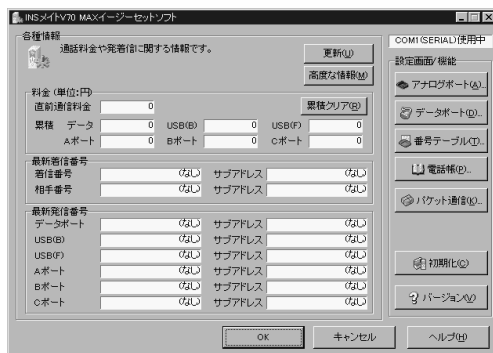 INSメイトV70 MAXイージーセットソフト
各種情報
通話料金や発着信に関する情報です。
更新(U)
高度な情報(M)
料金 (単位:円)
直前通信料金 0
累積クリア(R)
累積 データ 0 USB(B) 0 USB(F) 0
Aポート 0 Bポート 0 Cポート 0
最新着信番号
着信番号 (なし) サブアドレス (なし)
相手番号 (なし) サブアドレス (なし)
最新発信番号
データポート (なし) サブアドレス (なし)
USB(B) (なし) サブアドレス (なし)
USB(F) (なし) サブアドレス (なし)
Aポート (なし) サブアドレス (なし)
Bポート (なし) サブアドレス (なし)
Cポート (なし) サブアドレス (なし)
COM1(SERIAL)使用中
設定画面/機能
アナログポート(A)...
データポート(D)...
番号テーブル(T)...
電話帳(P)...
パケット通信(K)...
初期化(C)
バージョン(V)
OK
キャンセル
ヘルプ(H)